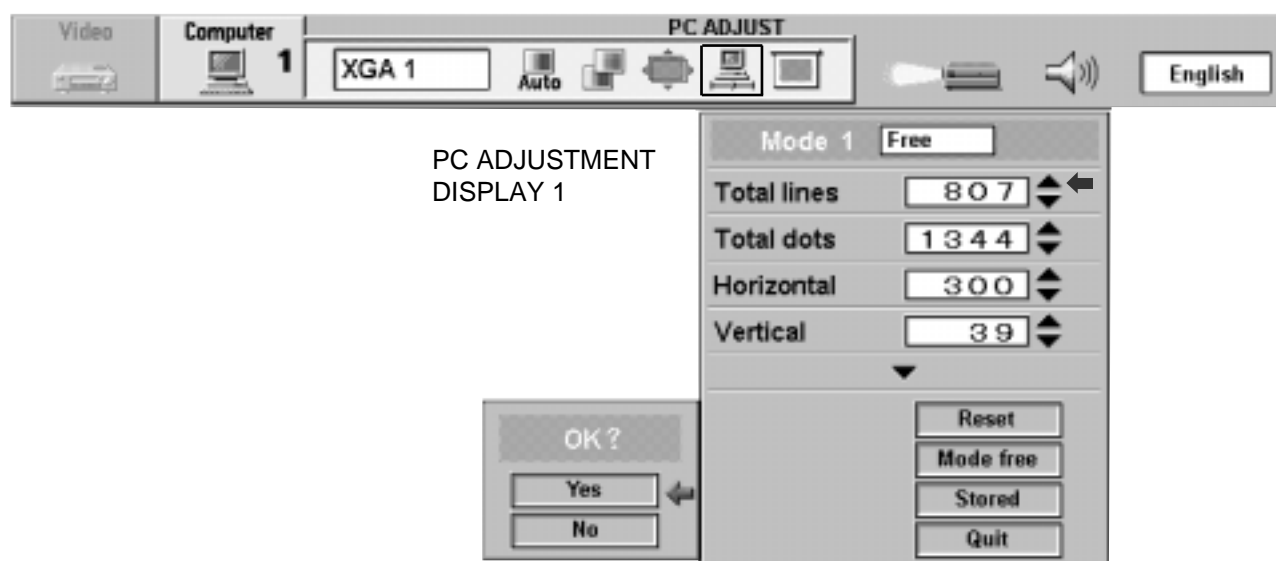 Video
Computer
1
PC ADJUST
XGA 1
Auto
English
PC ADJUSTMENT
DISPLAY 1
Mode 1 Free
Total lines 807
Total dots 1344
Horizontal 300
Vertical 39
Reset
Mode free
Stored
Quit
OK?
Yes
No